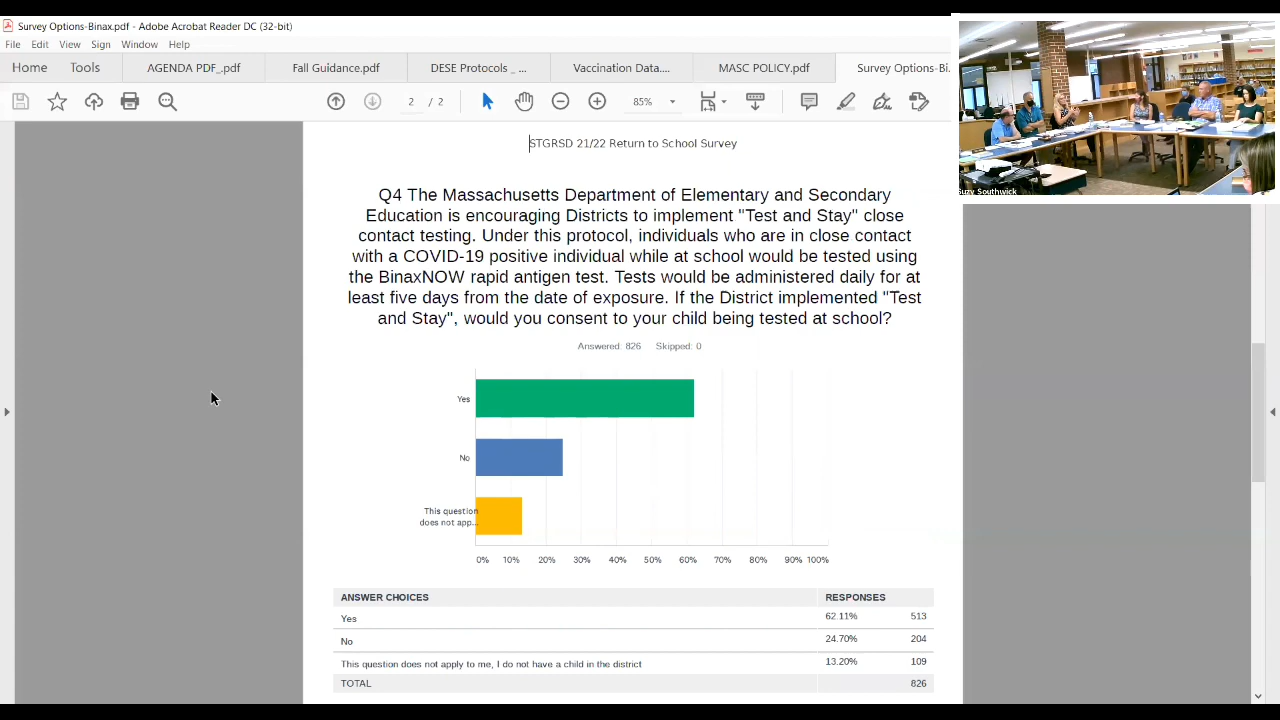 Survey Options-Binax.pdf - Adobe Acrobat Reader DC (32-bit)
File Edit View Sign Window Help
Home Tools AGENDA PDF_.pdf Fall Guidance... DESE Protocols... Vaccination Data.... MASC POLICY.pdf Survey Options-Bi...
2 / 2 85%
Suzy Southwick
STGRSD 21/22 Return to School Survey
Q4 The Massachusetts Department of Elementary and Secondary
Education is encouraging Districts to implement "Test and Stay" close
contact testing. Under this protocol, individuals who are in close contact
with a COVID-19 positive individual while at school would be tested using
the BinaxNOW rapid antigen test. Tests would be administered daily for at
least five days from the date of exposure. If the District implemented "Test
and Stay", would you consent to your child being tested at school?
Answered: 826 Skipped: 0
Yes
No
This question
does not app...
0% 10% 20% 30% 40% 50% 60% 70% 80% 90% 100%
ANSWER CHOICES RESPONSES
Yes 62.11% 513
No 24.70% 204
This question does not apply to me, I do not have a child in the district 13.20% 109
TOTAL 826